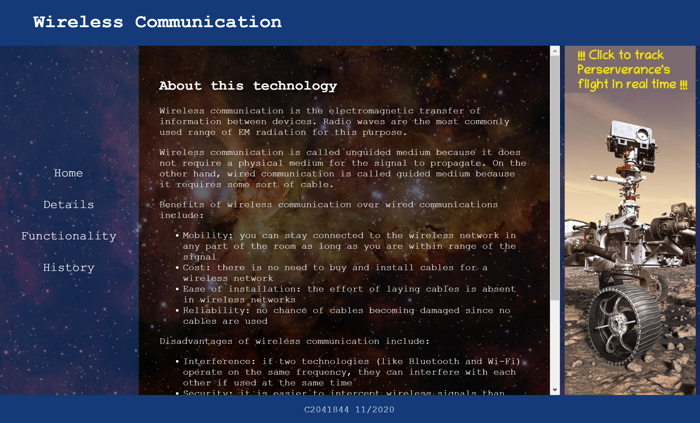 Wireless Communication
!!! Click to track
Perserverance's
flight in real time !!!
Home
Details
Functionality
History
About this technology
Wireless communication is the electromagnetic transfer of
information between devices. Radio waves are the most commonly
used range of EM radiation for this purpose.
Wireless communication is called unguided medium because it does
not require a physical medium for the signal to propagate. On the
other hand, wired communication is called guided medium because
it requires some sort of cable.
Benefits of wireless communication over wired communications
include:
• Mobility: you can stay connected to the wireless network in
any part of the room as long as you are within range of the
signal
• Cost: there is no need to buy and install cables for a
wireless network
• Ease of installation: the effort of laying cables is absent
in wireless networks
• Reliability: no chance of cables becoming damaged since no
cables are used
Disadvantages of wireless communication include:
• Interference: if two technologies (like Bluetooth and Wi-Fi)
operate on the same frequency, they can interfere with each
other if used at the same time
• Security: it is easier to intercept wireless signals than
C2041844 11/2020